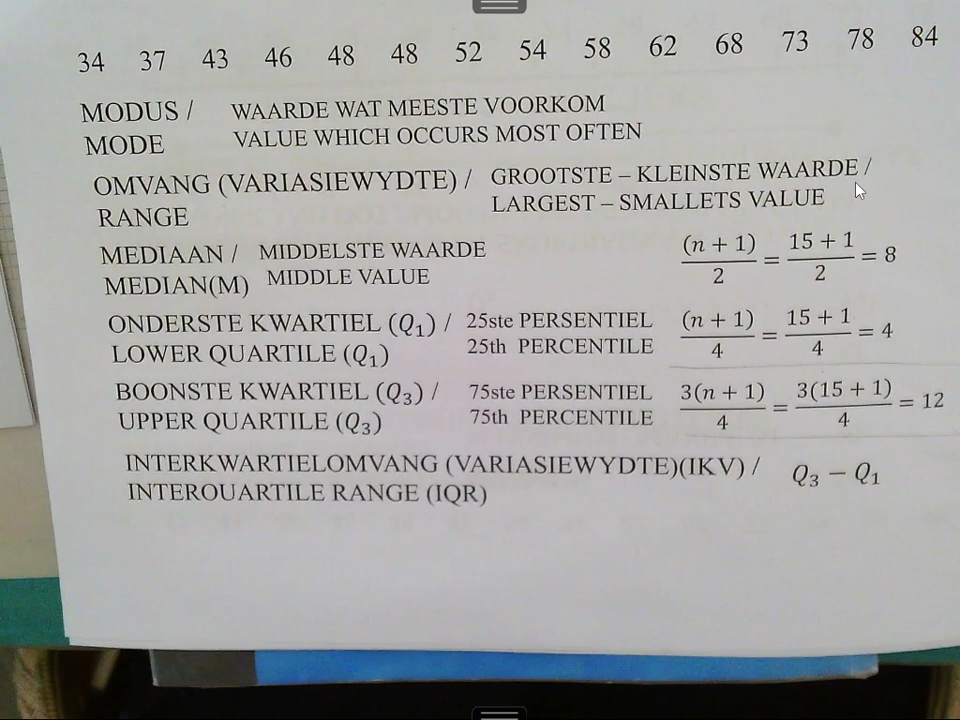 34 37 43 46 48 48 52 54 58 62 68 73 78 84
MODUS / WAARDE WAT MEESTE VOORKOM
MODE VALUE WHICH OCCURS MOST OFTEN
OMVANG (VARIASIEWYDTE) / GROOTSTE – KLEINSTE WAARDE /
RANGE LARGEST – SMALLETS VALUE
MEDIAAN / MIDDELSTE WAARDE (n + 1)/2 = 15 + 1/2 = 8
MEDIAN(M) MIDDLE VALUE
ONDERSTE KWARTIEL (Q₁) / 25ste PERSENTIEL (n + 1)/4 = 15 + 1/4 = 4
LOWER QUARTILE (Q₁) 25th PERCENTILE
BOONSTE KWARTIEL (Q₃) / 75ste PERSENTIEL 3(n + 1)/4 = 3(15 + 1)/4 = 12
UPPER QUARTILE (Q₃) 75th PERCENTILE
INTERKWARTIELOMVANG (VARIASIEWYDTE)(IKV) / Q₃ − Q₁
INTEROUARTILE RANGE (IQR)